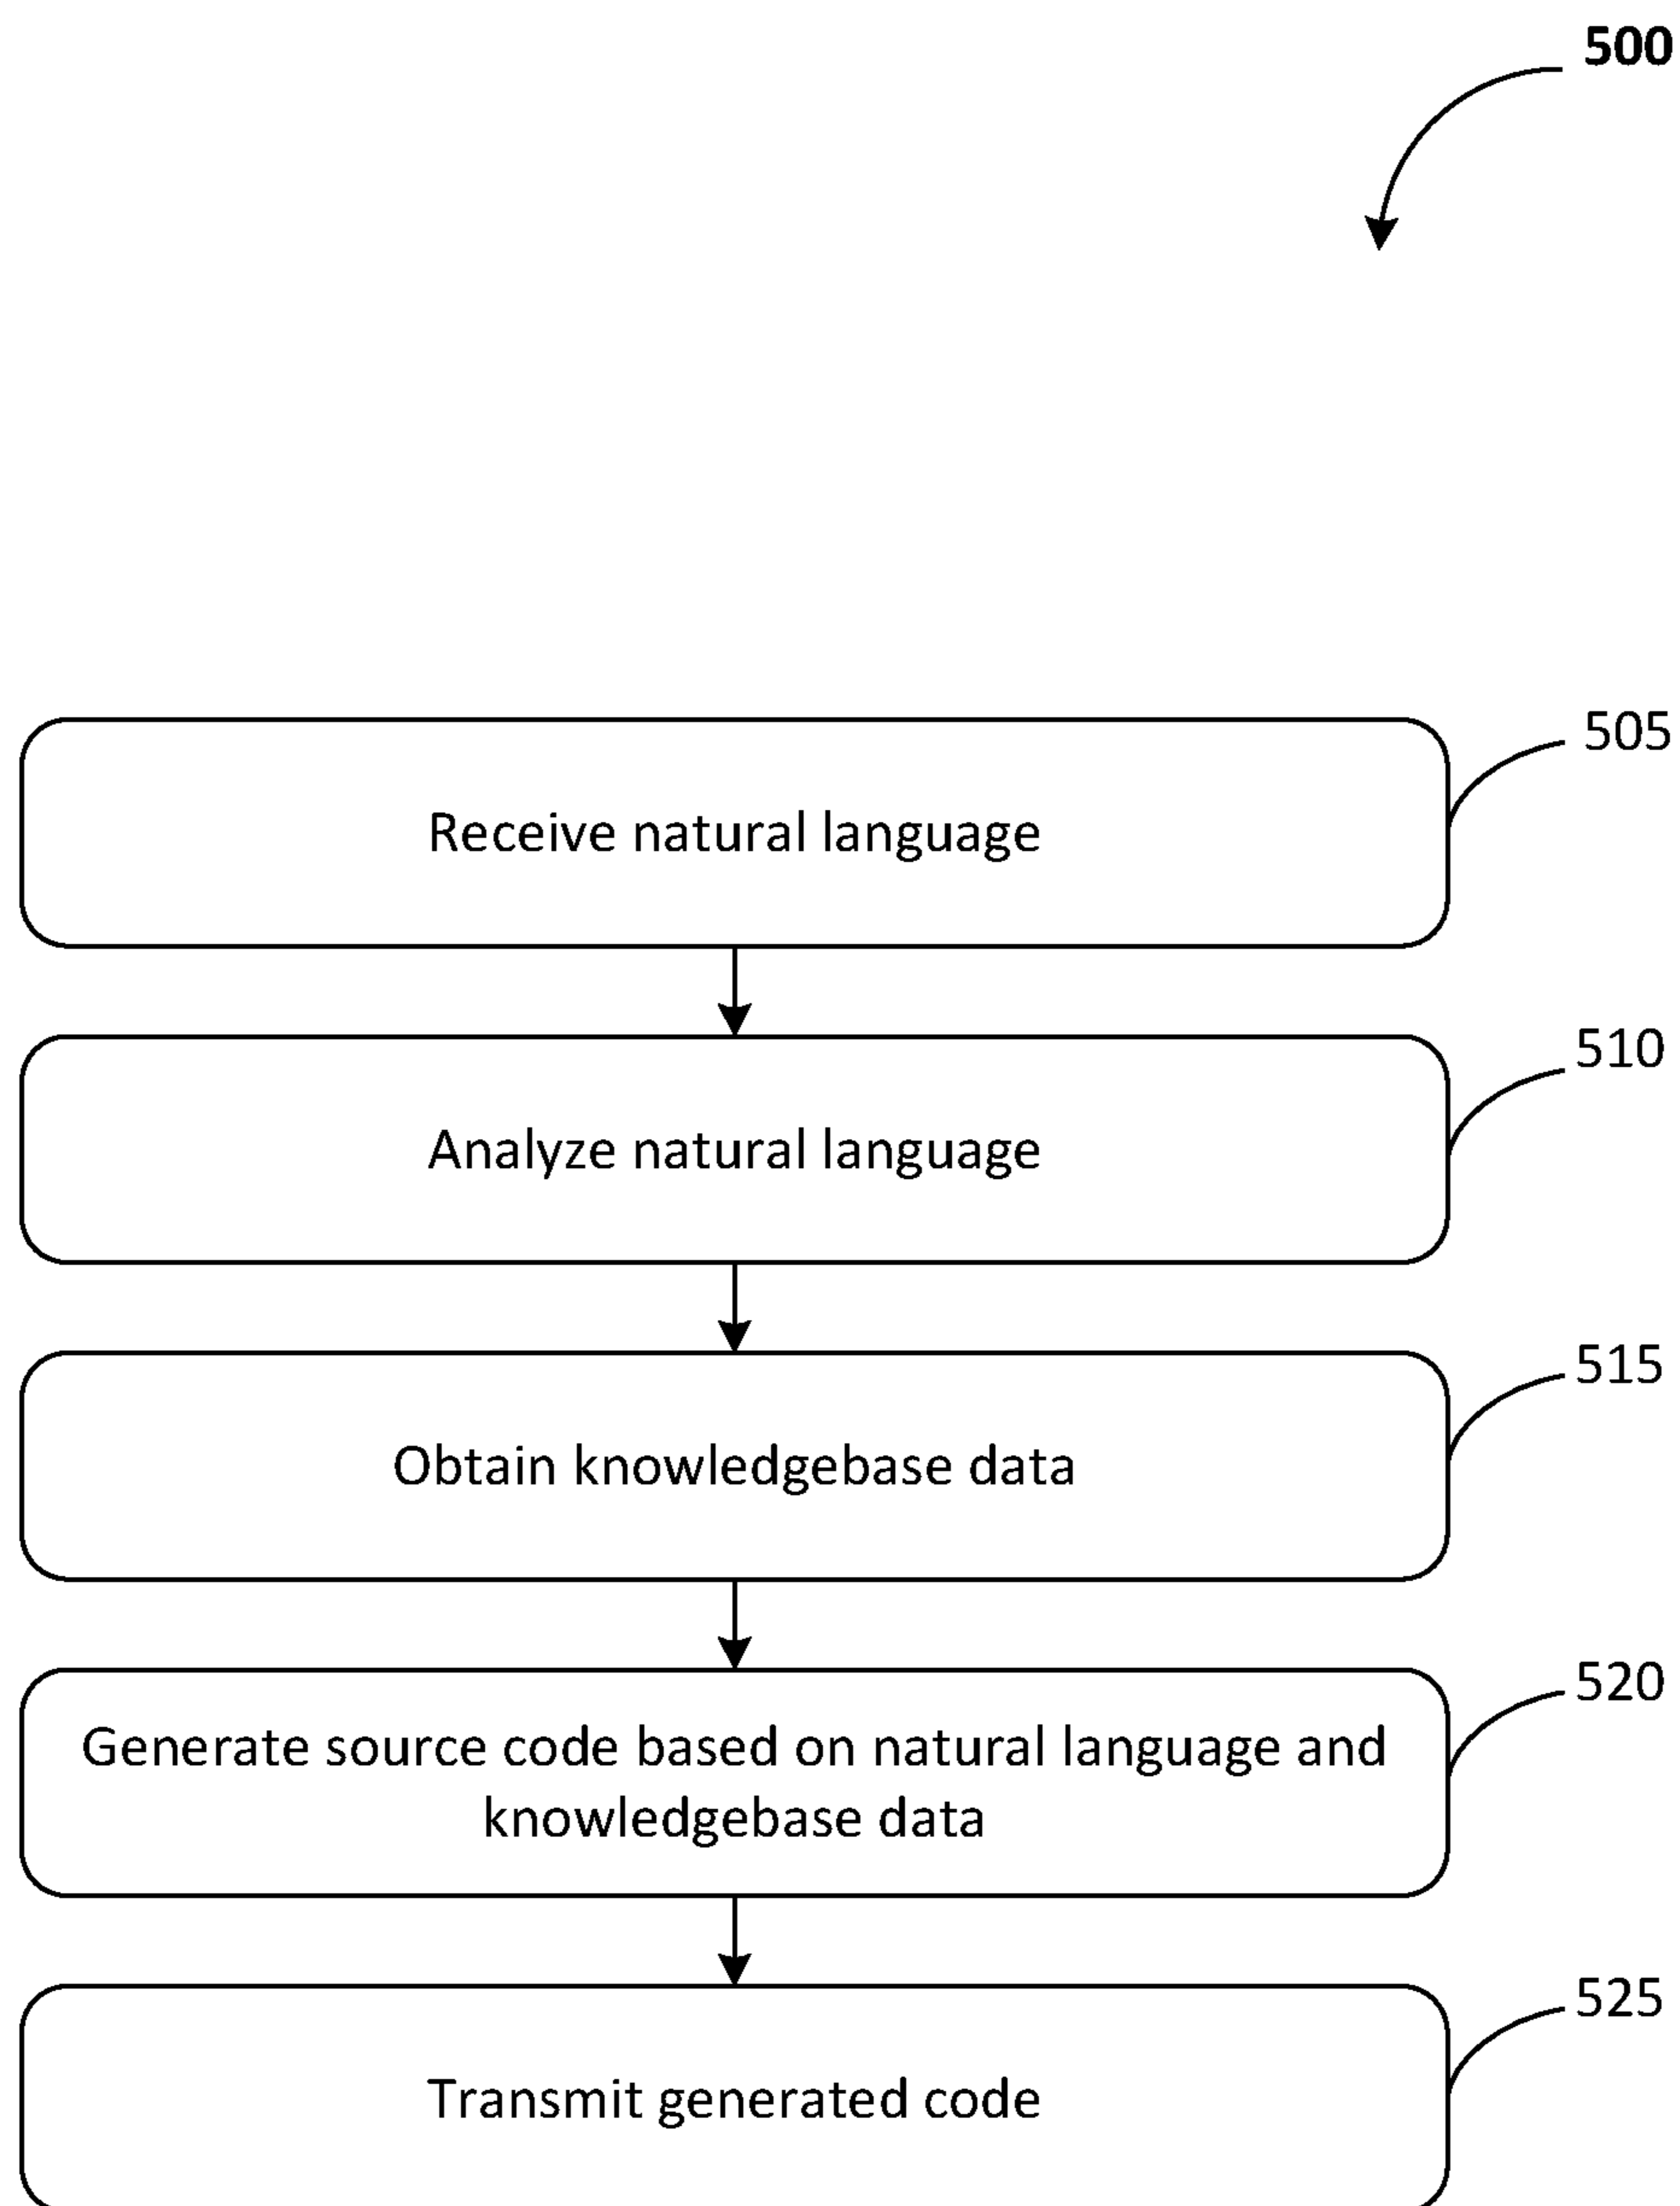 500
505
Receive natural language
510
Analyze natural language
515
Obtain knowledgebase data
520
Generate source code based on natural language and
knowledgebase data
525
Transmit generated code